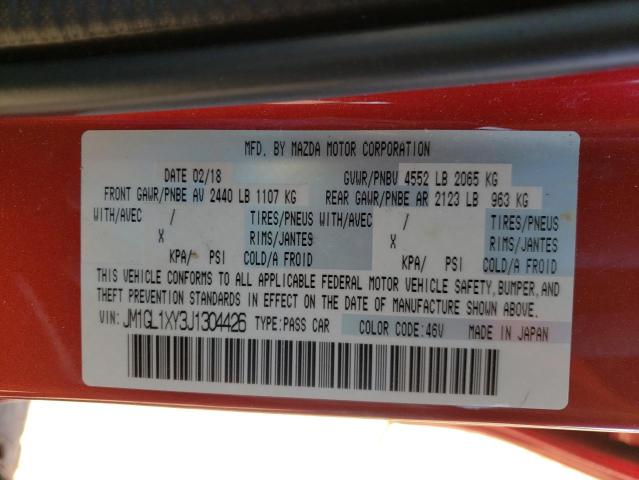 MFD. BY MAZDA MOTOR CORPORATION
DATE 02/18 GVWR/PNBV 4552 LB 2065 KG
FRONT GAWR/PNBE AV 2440 LB 1107 KG REAR GAWR/PNBE AR 2123 LB 963 KG
WITH/AVEC / TIRES/PNEUS WITH/AVEC / TIRES/PNEUS
X RIMS/JANTES X RIMS/JANTES
KPA/ PSI COLD/A FROID KPA/ PSI COLD/A FROID
THIS VEHICLE CONFORMS TO ALL APPLICABLE FEDERAL MOTOR VEHICLE SAFETY, BUMPER, AND
THEFT PREVENTION STANDARDS IN EFFECT ON THE DATE OF MANUFACTURE SHOWN ABOVE.
VIN: JM1GL1XY3J1304426 TYPE:PASS CAR COLOR CODE:46V MADE IN JAPAN